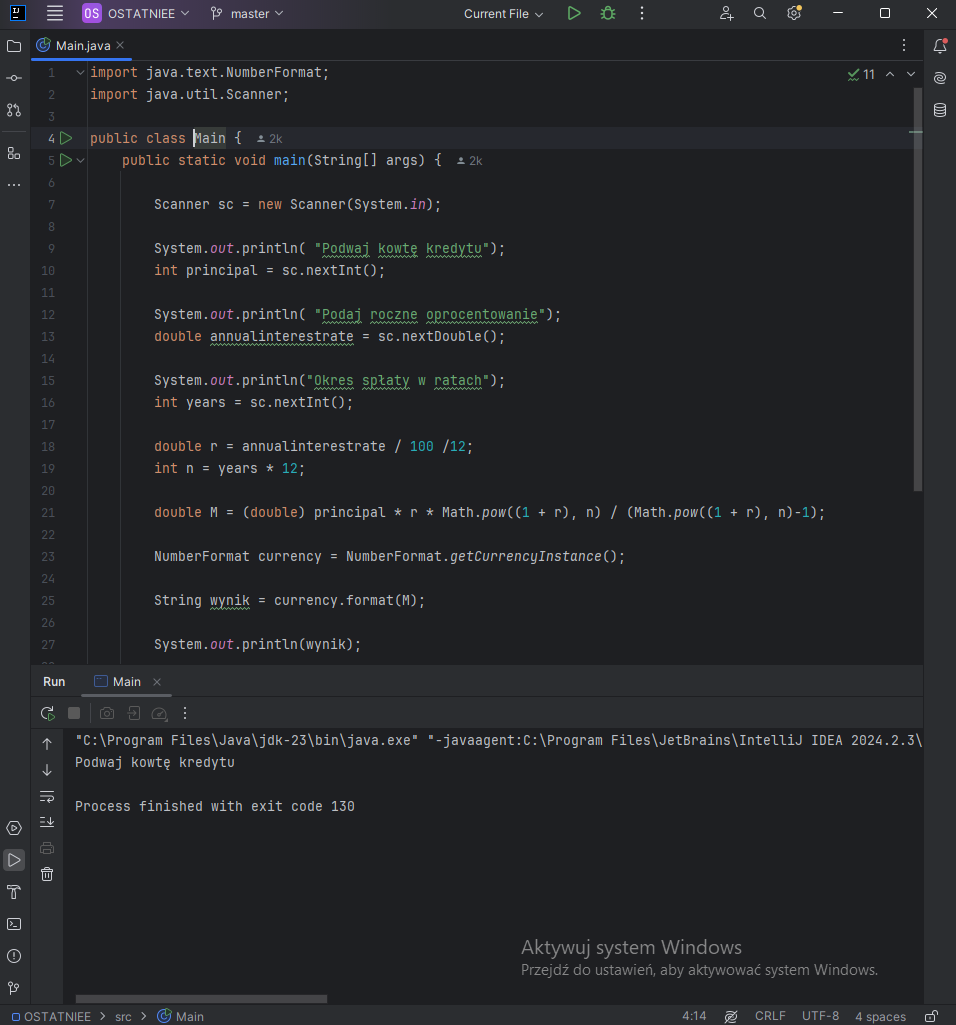 OS OSTATNIEE master Current File
Main.java
1 import java.text.NumberFormat;
2 import java.util.Scanner;
3
4 public class Main { 2k
5 public static void main(String[] args) { 2k
6
7 Scanner sc = new Scanner(System.in);
8
9 System.out.println( "Podwaj kowtę kredytu");
10 int principal = sc.nextInt();
11
12 System.out.println( "Podaj roczne oprocentowanie");
13 double annualinterestrate = sc.nextDouble();
14
15 System.out.println("Okres spłaty w ratach");
16 int years = sc.nextInt();
17
18 double r = annualinterestrate / 100 /12;
19 int n = years * 12;
20
21 double M = (double) principal * r * Math.pow((1 + r), n) / (Math.pow((1 + r), n)-1);
22
23 NumberFormat currency = NumberFormat.getCurrencyInstance();
24
25 String wynik = currency.format(M);
26
27 System.out.println(wynik);
11
Run Main
"C:\Program Files\Java\jdk-23\bin\java.exe" "-javaagent:C:\Program Files\JetBrains\IntelliJ IDEA 2024.2.3\
Podwaj kowtę kredytu
Process finished with exit code 130
Aktywuj system Windows
Przejdź do ustawień, aby aktywować system Windows.
OSTATNIEE > src > Main 4:14 CRLF UTF-8 4 spaces